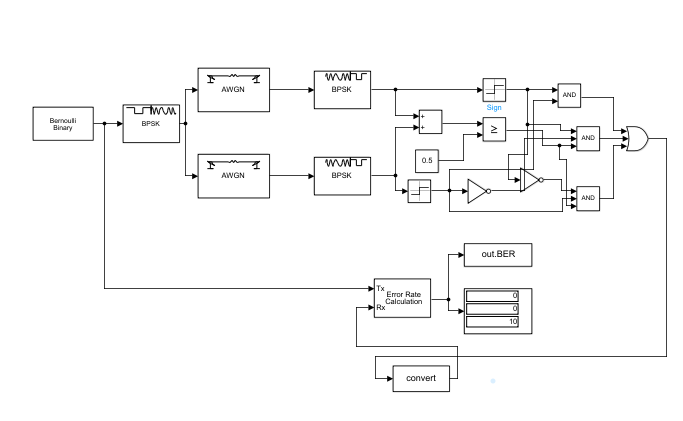 AWGN
BPSK
Sign
AND
Bernoulli
Binary
BPSK
+
+
≥
AND
0.5
AWGN
BPSK
AND
out.BER
Tx
Error Rate
Calculation
Rx
0
0
10
convert